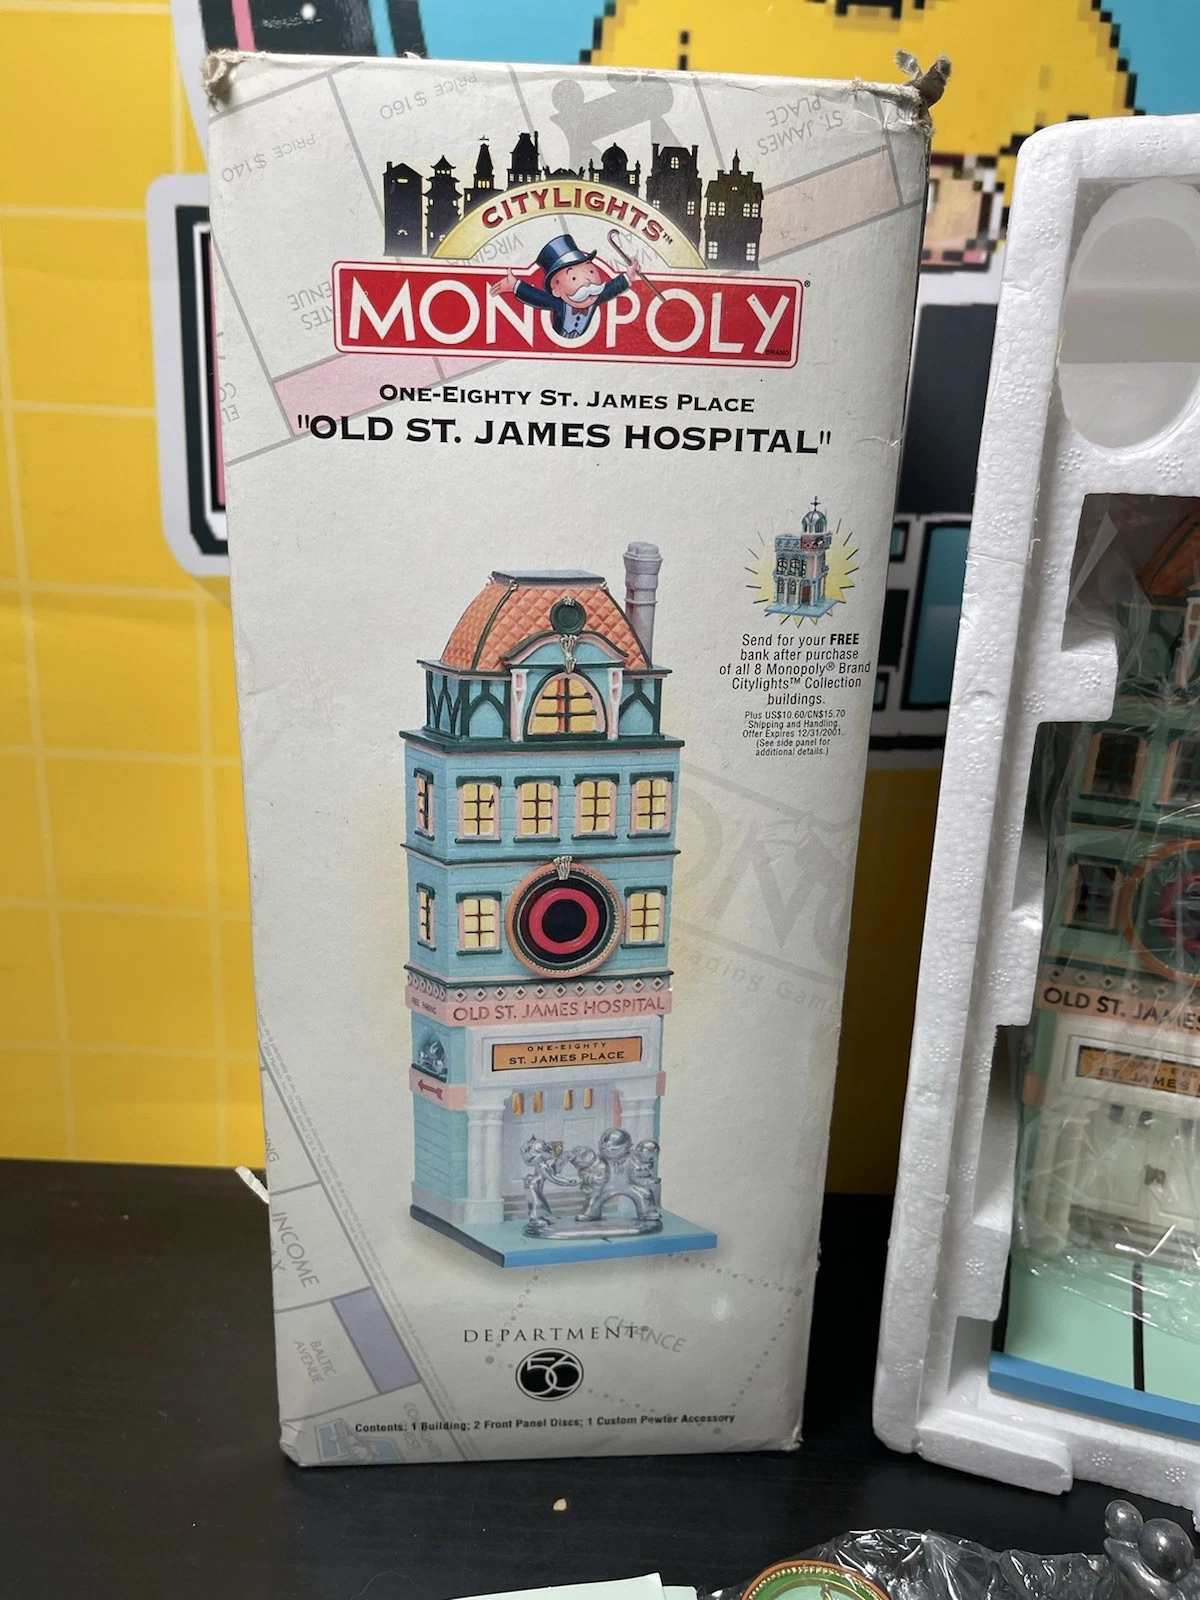 PRICE $140
PRICE $160
ST. JAMES
PLACE
CITYLIGHTS™
MONOPOLY®
BRAND
ONE-EIGHTY ST. JAMES PLACE
"OLD ST. JAMES HOSPITAL"
Send for your FREE
bank after purchase
of all 8 Monopoly® Brand
Citylights™ Collection
buildings.
Plus US$10.60/CN$15.70
Shipping and Handling.
Offer Expires 12/31/2001.
(See side panel for
additional details.)
OLD ST. JAMES HOSPITAL
ONE-EIGHTY
ST. JAMES PLACE
INCOME
BALTIC
AVENUE
CHANCE
DEPARTMENT
56
Contents: 1 Building; 2 Front Panel Discs; 1 Custom Pewter Accessory
OLD ST. JAMES
ST. JAMES